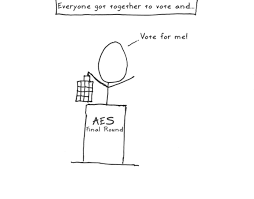 Everyone got together to vote and...
Vote for me!
AES
Final Round